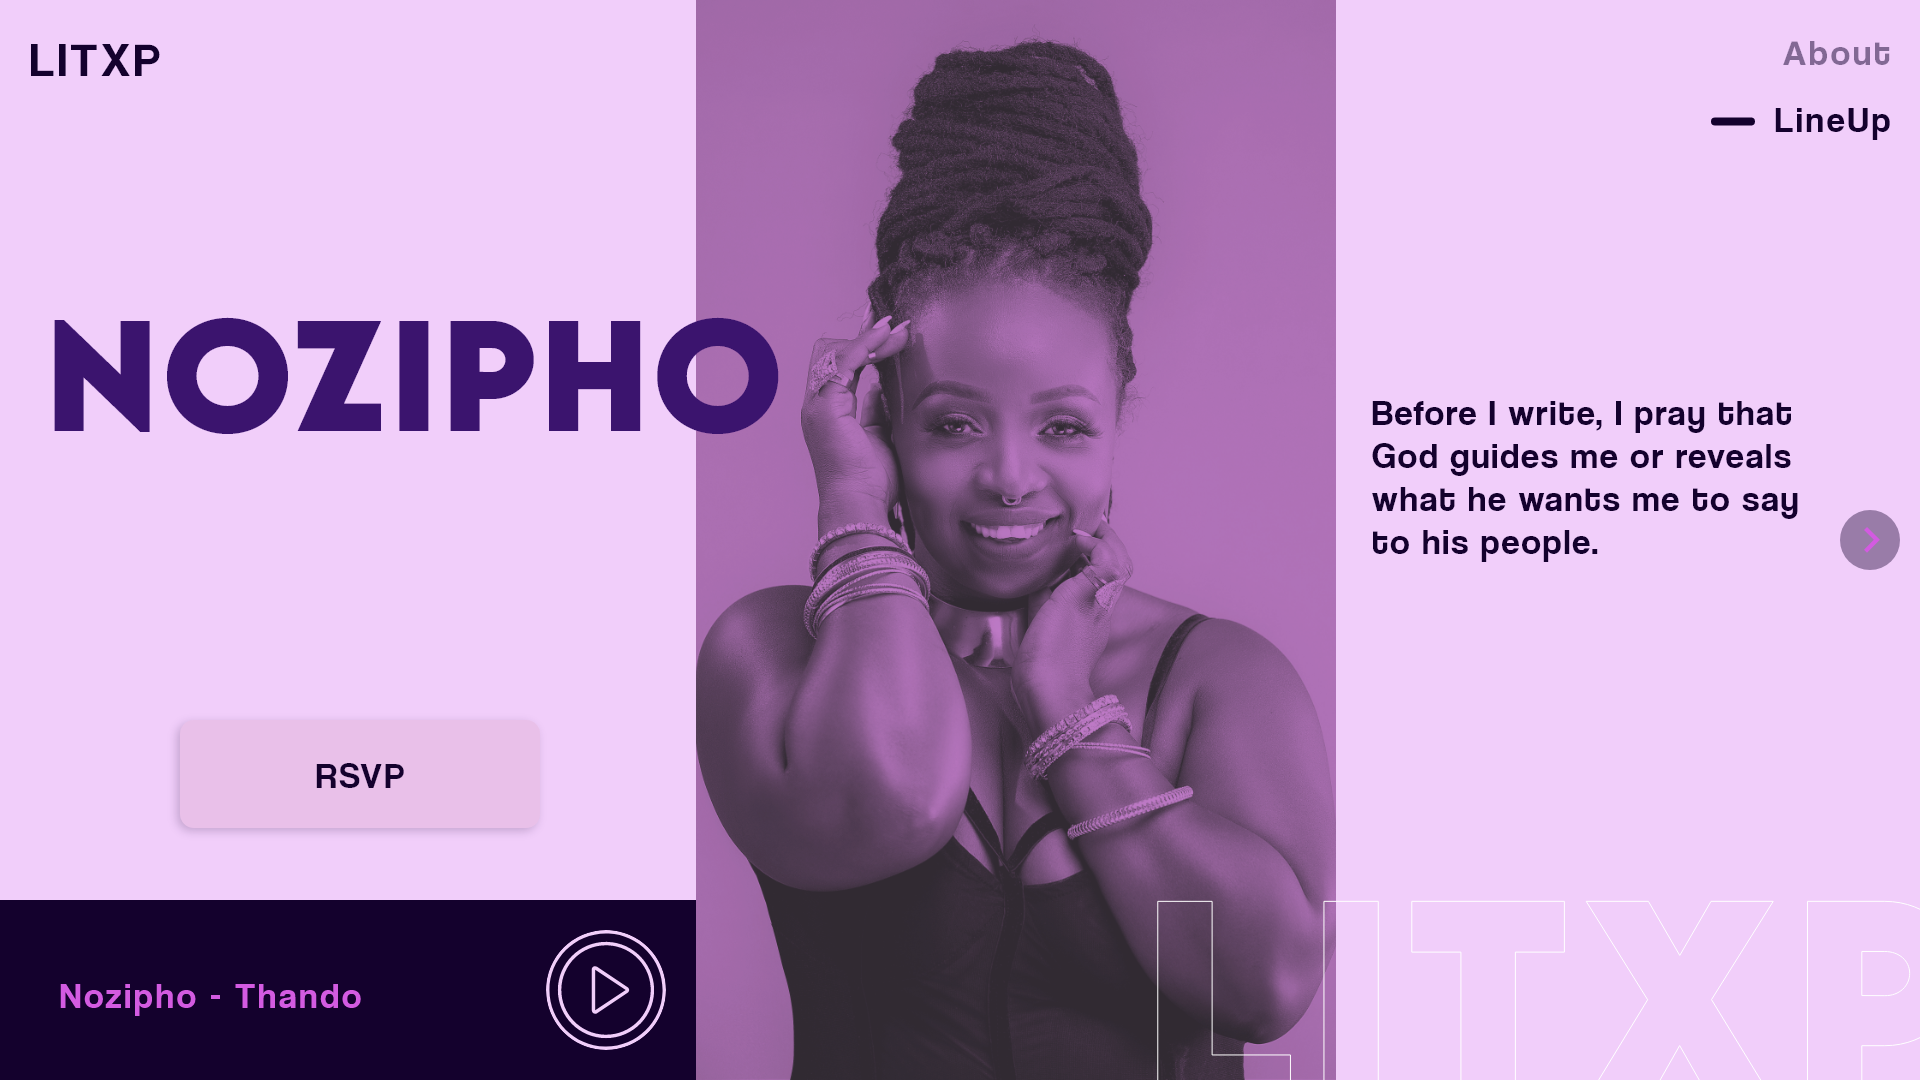 LITXP
About
LineUp
NOZIPHO
Before I write, I pray that
God guides me or reveals
what he wants me to say
to his people.
RSVP
Nozipho - Thando
LITXP